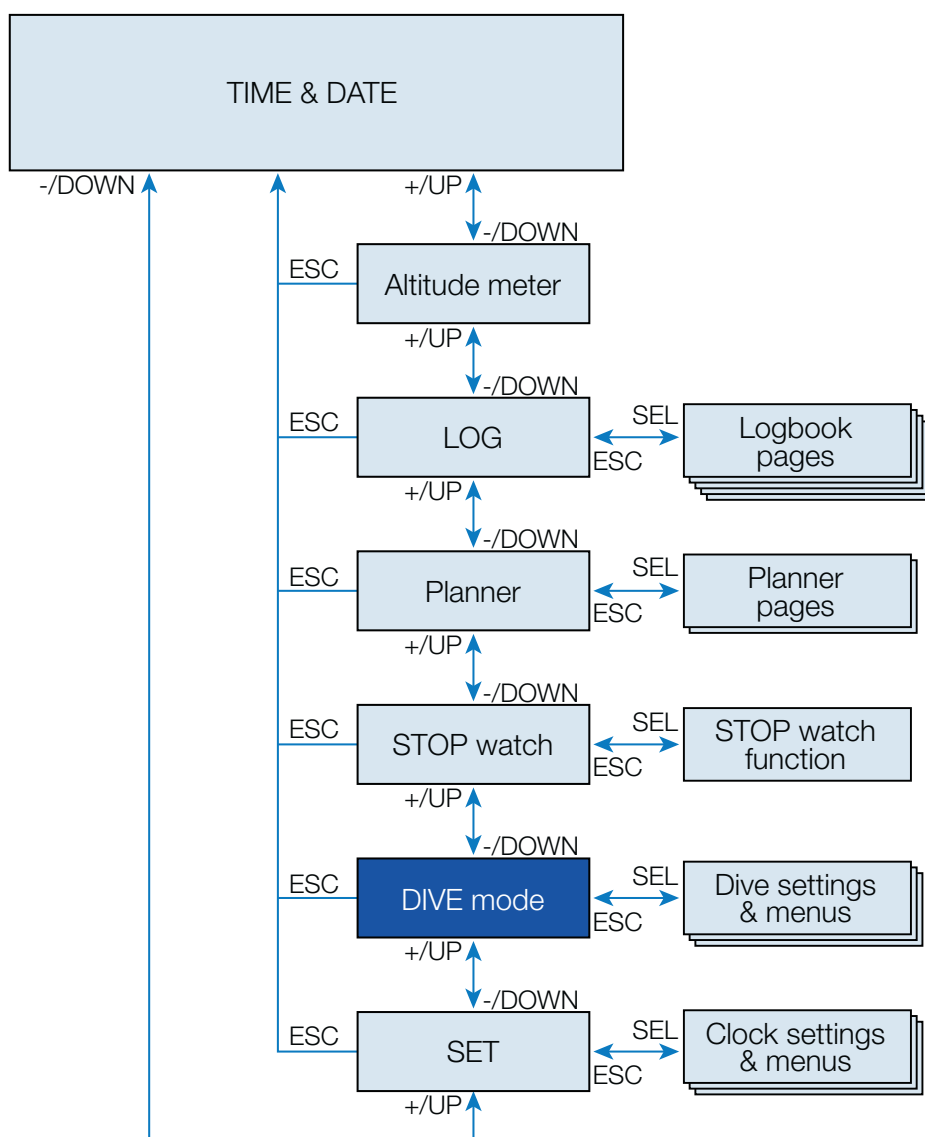 TIME & DATE
-/DOWN
+/UP
-/DOWN
ESC
Altitude meter
+/UP
-/DOWN
ESC
LOG
SEL
ESC
Logbook
pages
+/UP
-/DOWN
ESC
Planner
SEL
ESC
Planner
pages
+/UP
-/DOWN
ESC
STOP watch
SEL
ESC
STOP watch
function
+/UP
-/DOWN
ESC
DIVE mode
SEL
ESC
Dive settings
& menus
+/UP
-/DOWN
ESC
SET
SEL
ESC
Clock settings
& menus
+/UP